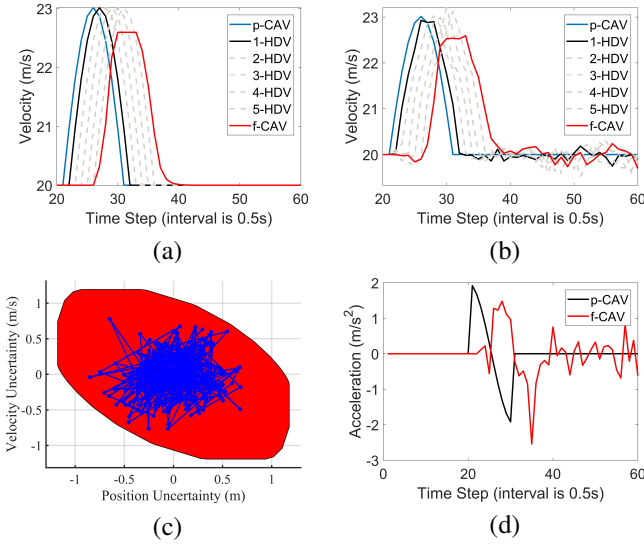 23
22
21
20
20
30
40
50
60
Velocity (m/s)
Time Step (interval is 0.5s)
p-CAV
1-HDV
2-HDV
3-HDV
4-HDV
5-HDV
f-CAV
(a)
23
22
21
20
20
30
40
50
60
Velocity (m/s)
Time Step (interval is 0.5s)
p-CAV
1-HDV
2-HDV
3-HDV
4-HDV
5-HDV
f-CAV
(b)
1
0.5
0
-0.5
-1
-1
-0.5
0
0.5
1
Velocity Uncertainty (m/s)
Position Uncertainty (m)
(c)
2
1
0
-1
-2
-3
0
20
40
60
Acceleration (m/s²)
Time Step (interval is 0.5s)
p-CAV
f-CAV
(d)